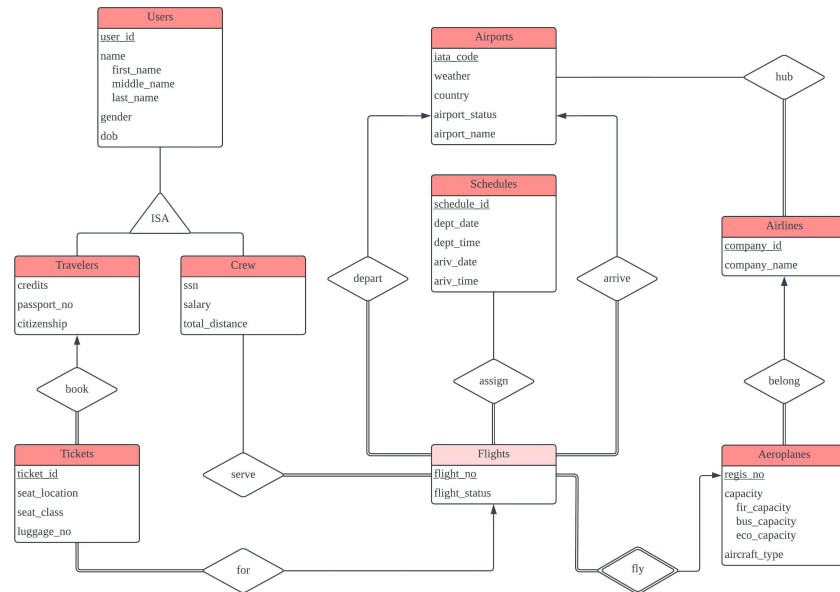 Users
user_id
name
first_name
middle_name
last_name
gender
dob
Airports
iata_code
weather
country
airport_status
airport_name
hub
Schedules
schedule_id
dept_date
dept_time
ariv_date
ariv_time
ISA
Airlines
company_id
company_name
Travelers
credits
passport_no
citizenship
Crew
ssn
salary
total_distance
depart
arrive
book
assign
belong
Tickets
ticket_id
seat_location
seat_class
luggage_no
serve
Flights
flight_no
flight_status
Aeroplanes
regis_no
capacity
fir_capacity
bus_capacity
eco_capacity
aircraft_type
for
fly